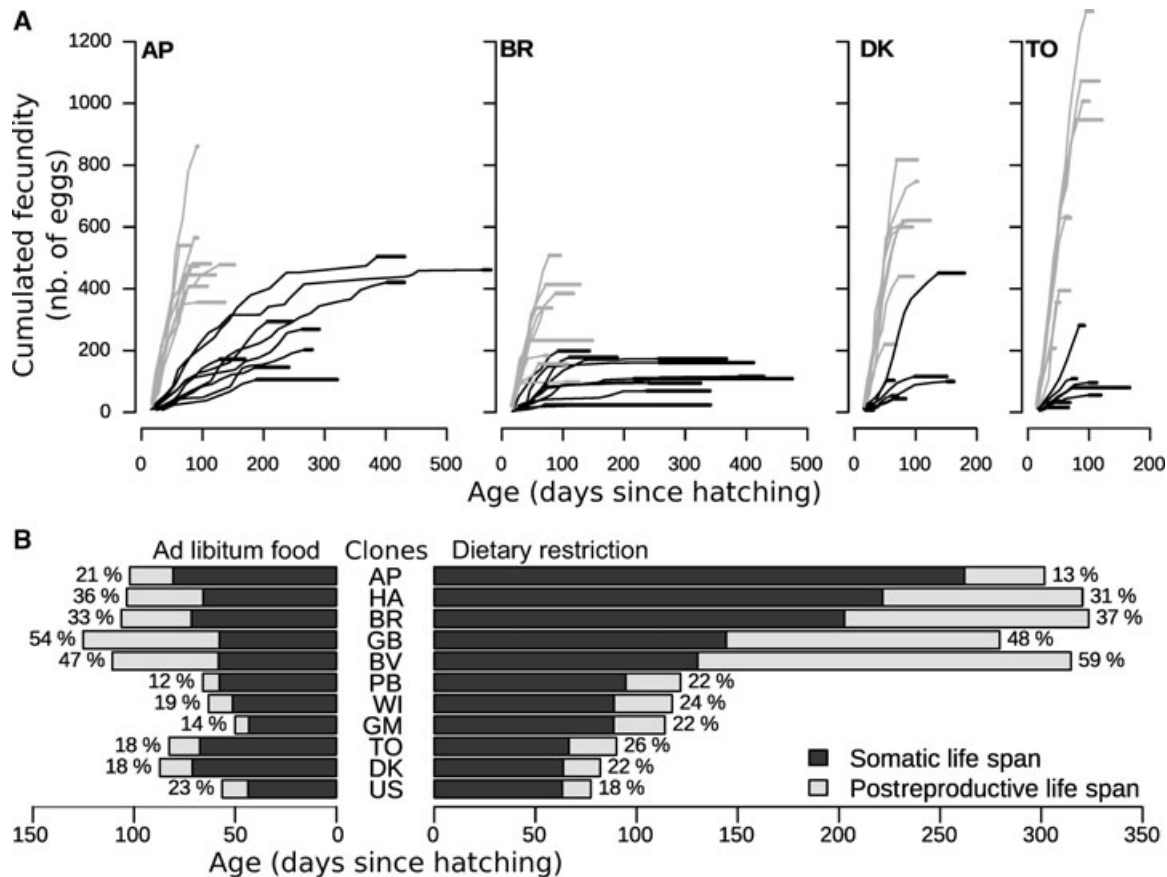 A
AP
BR
DK
TO
Cumulated fecundity
(nb. of eggs)
1200
1000
800
600
400
200
0
0 100 200 300 400 500
0 100 200 300 400 500
0 100 200
0 100 200
Age (days since hatching)
B
Ad libitum food Clones Dietary restriction
21 % AP 13 %
36 % HA 31 %
33 % BR 37 %
54 % GB 48 %
47 % BV 59 %
12 % PB 22 %
19 % WI 24 %
14 % GM 22 %
18 % TO 26 %
18 % DK 22 %
23 % US 18 %
Somatic life span
Postreproductive life span
150 100 50 0 0 50 100 150 200 250 300 350
Age (days since hatching)